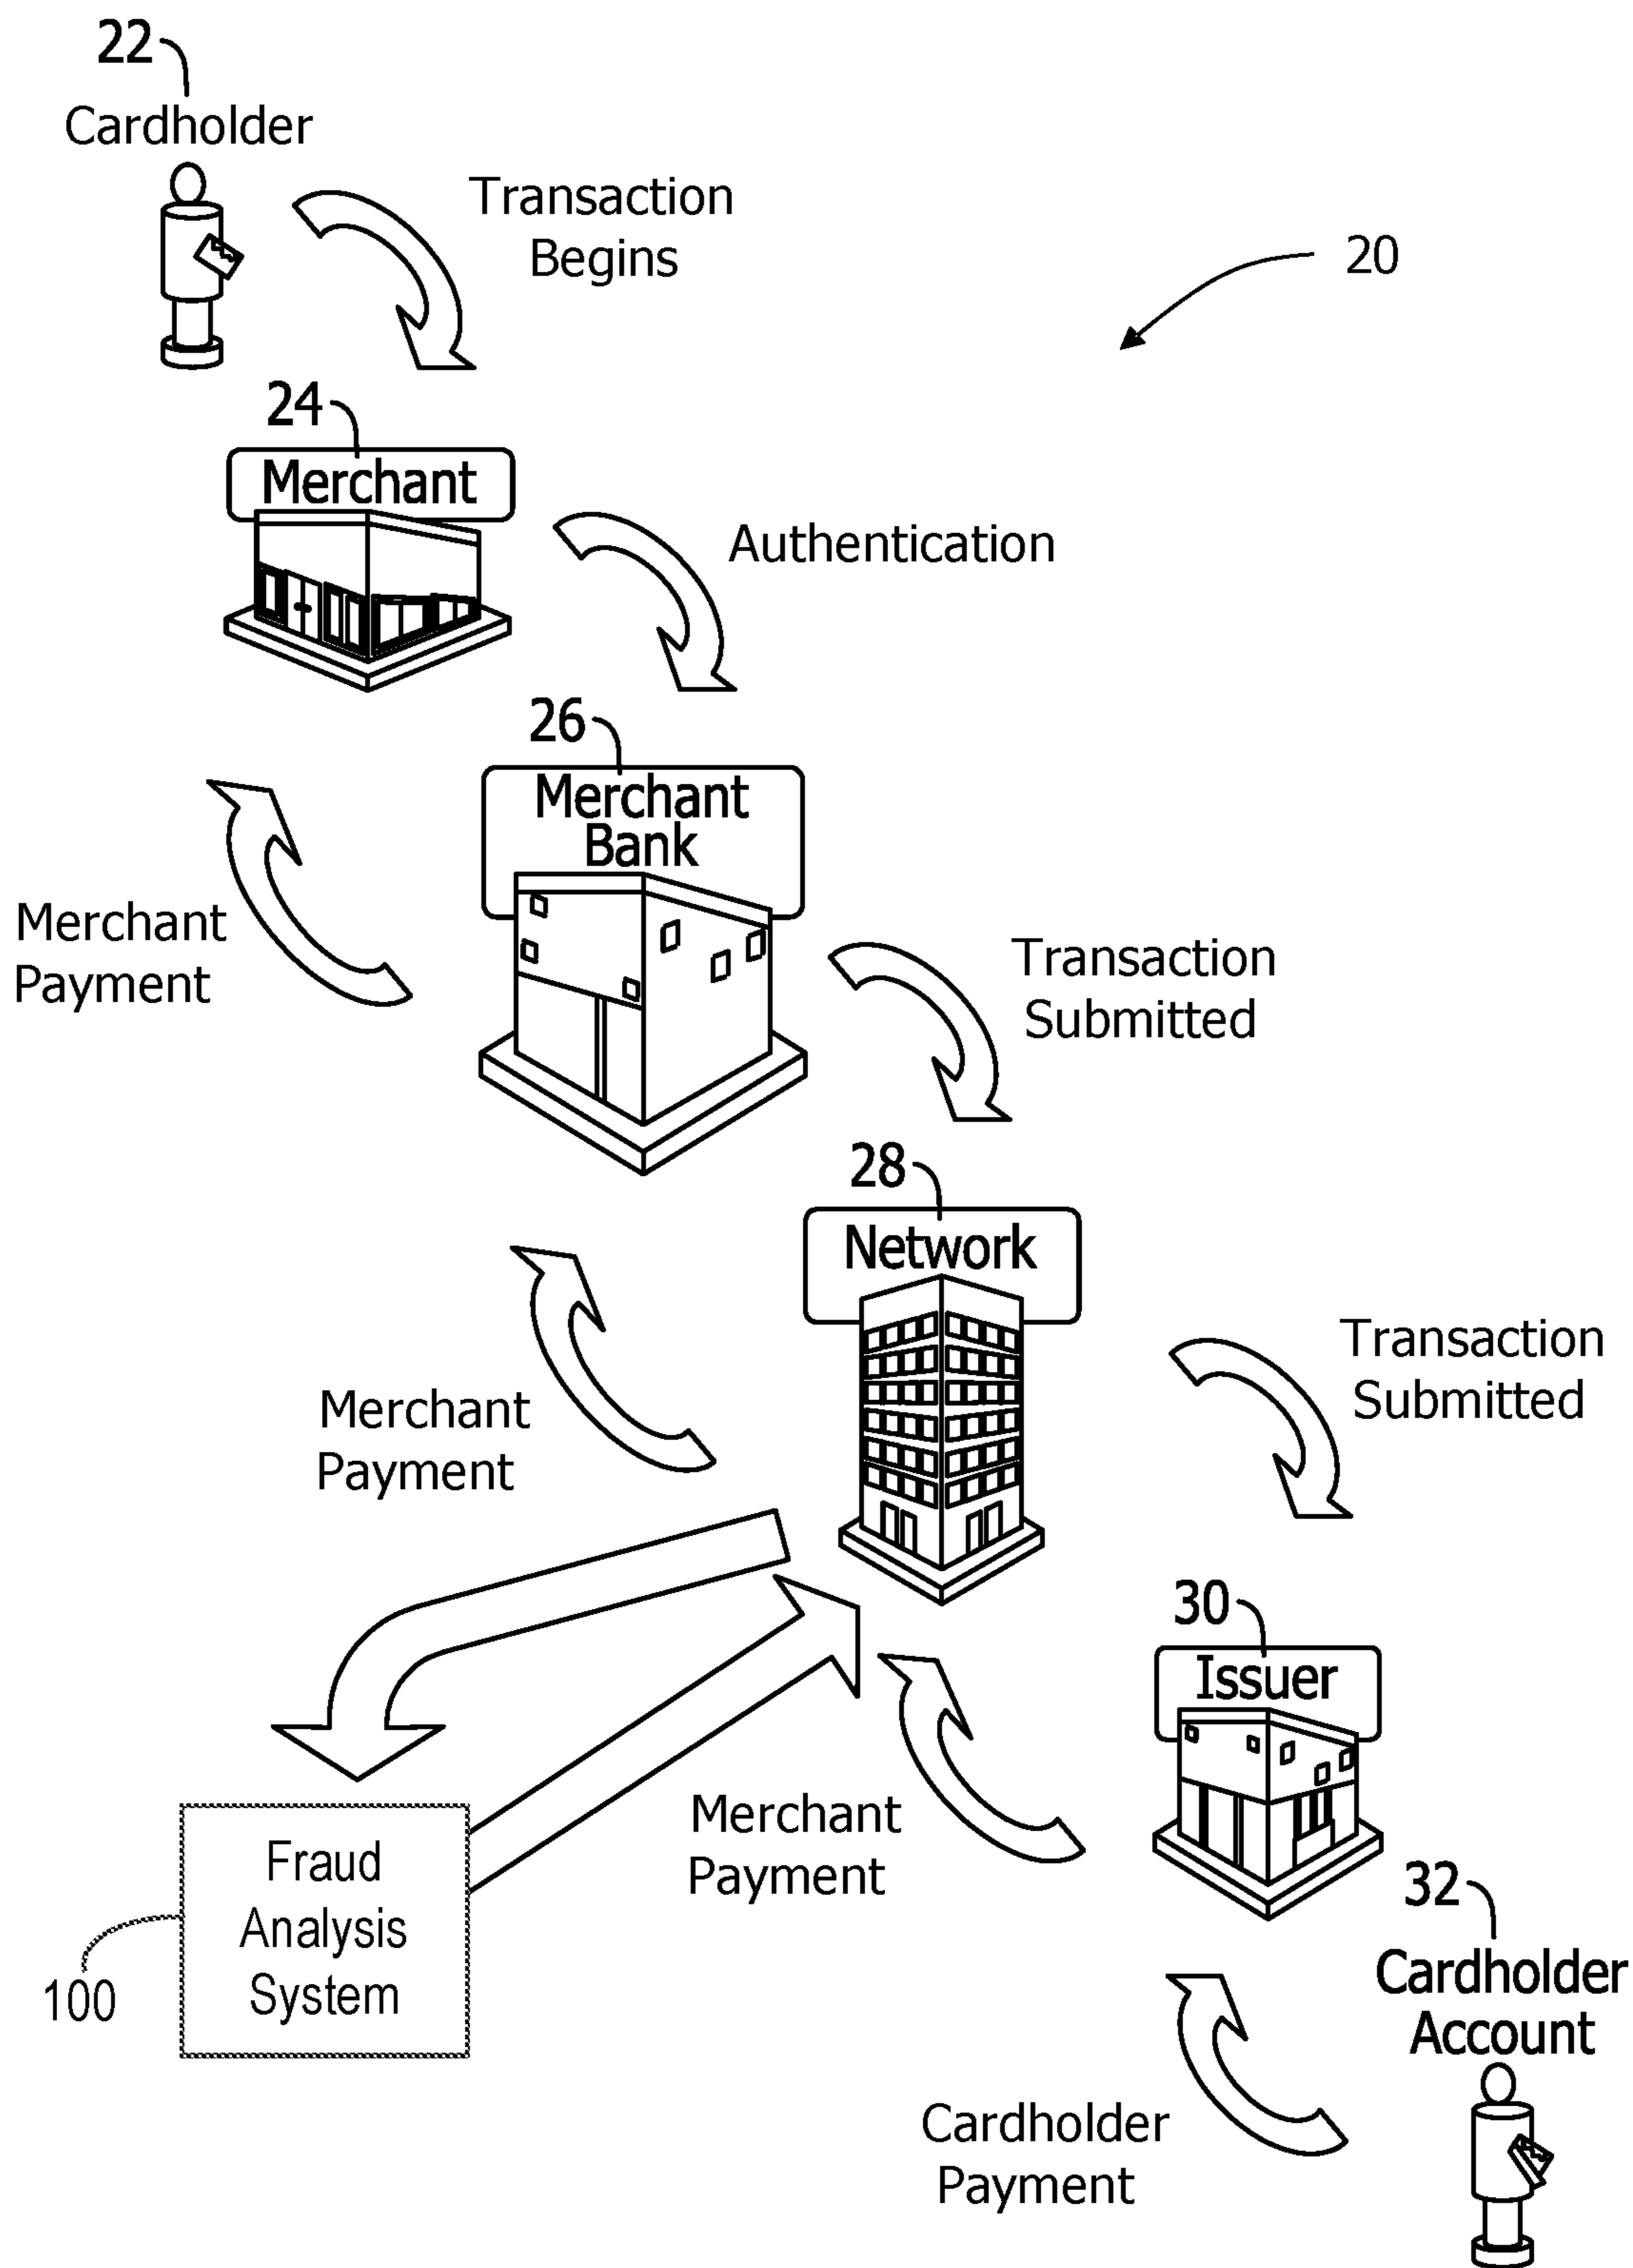 22
Cardholder
Transaction
Begins
20
24
Merchant
Authentication
26
Merchant
Bank
Merchant
Payment
Transaction
Submitted
28
Network
Transaction
Submitted
Merchant
Payment
30
Issuer
Merchant
Payment
Fraud
Analysis
System
100
32
Cardholder
Account
Cardholder
Payment